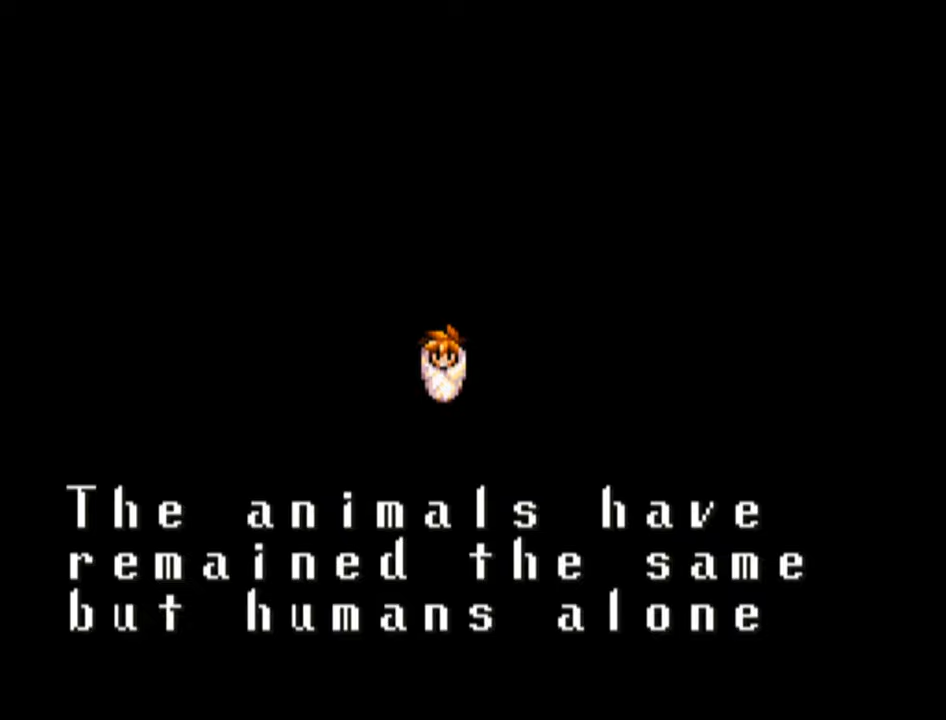 The animals have
remained the same
but humans alone